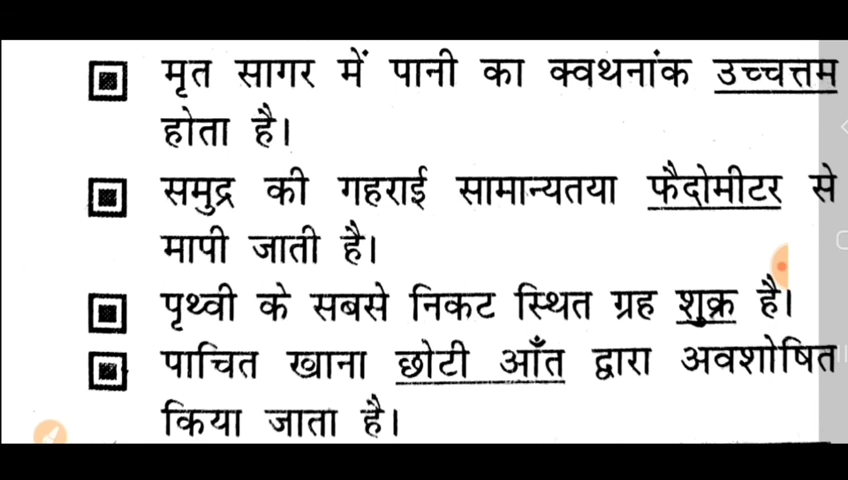 मृत सागर में पानी का क्वथनांक उच्चत्तम
होता है।
समुद्र की गहराई सामान्यतया फैदोमीटर से
मापी जाती है।
पृथ्वी के सबसे निकट स्थित ग्रह शुक्र है।
पाचित खाना छोटी आँत द्वारा अवशोषित
किया जाता है।